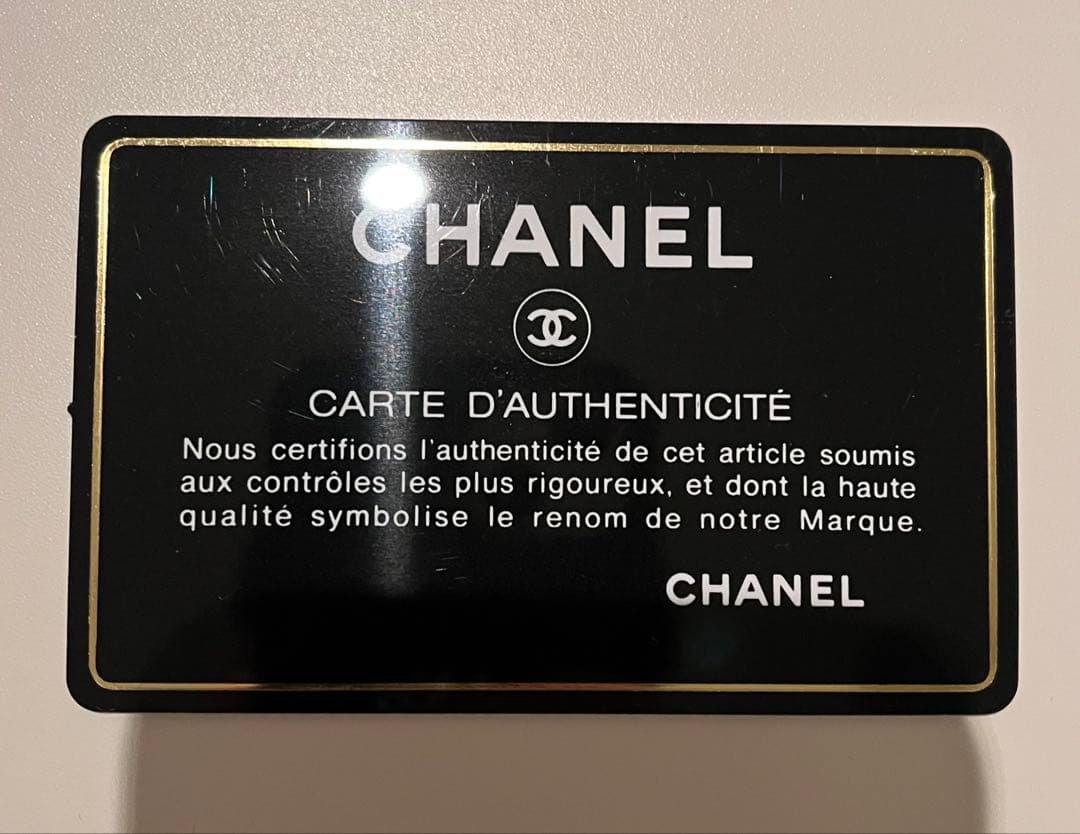 CHANEL
CARTE D'AUTHENTICITÉ
Nous certifions l'authenticité de cet article soumis
aux contrôles les plus rigoureux, et dont la haute
qualité symbolise le renom de notre Marque.
CHANEL